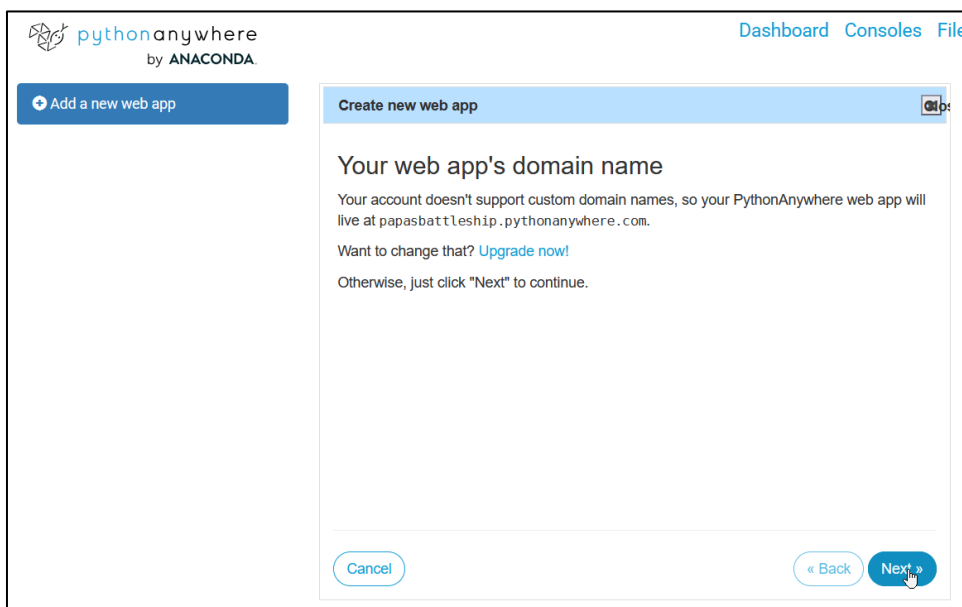 pythonanywhere
by ANACONDA.
Dashboard Consoles
Add a new web app
Create new web app
Your web app's domain name
Your account doesn't support custom domain names, so your PythonAnywhere web app will
live at papasbattleship.pythonanywhere.com.
Want to change that? Upgrade now!
Otherwise, just click "Next" to continue.
Cancel
« Back
Next »